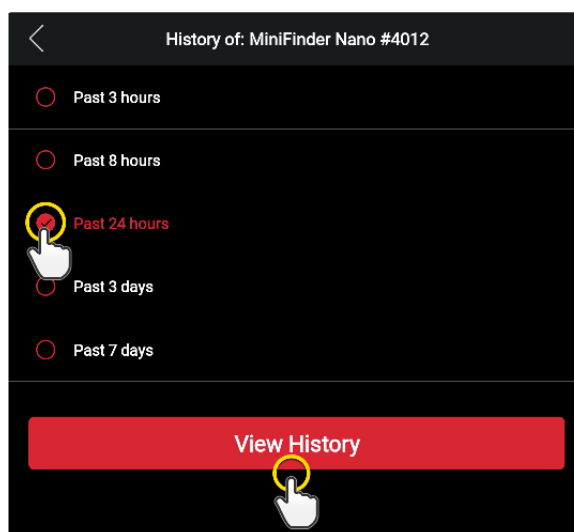 History of: MiniFinder Nano #4012
Past 3 hours
Past 8 hours
Past 24 hours
Past 3 days
Past 7 days
View History